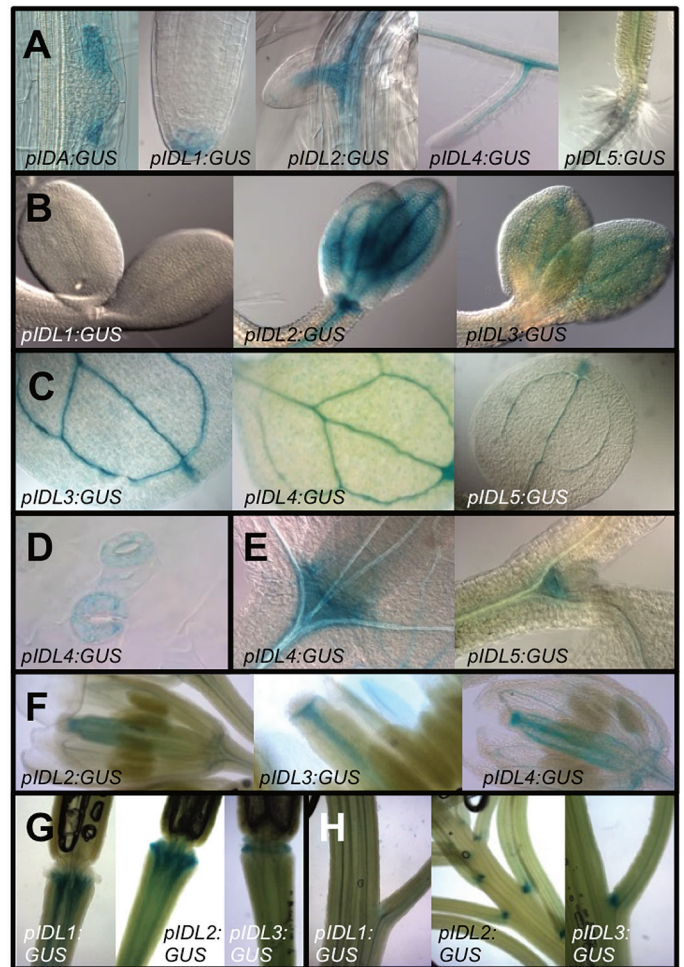 A
pIDA:GUS pIDL1:GUS pIDL2:GUS pIDL4:GUS pIDL5:GUS
B
pIDL1:GUS pIDL2:GUS pIDL3:GUS
C
pIDL3:GUS pIDL4:GUS pIDL5:GUS
D
pIDL4:GUS
E
pIDL4:GUS pIDL5:GUS
F
pIDL2:GUS pIDL3:GUS pIDL4:GUS
G
pIDL1:
GUS
pIDL2:
GUS
pIDL3:
GUS
H
pIDL1:
GUS
pIDL2:
GUS
pIDL3:
GUS